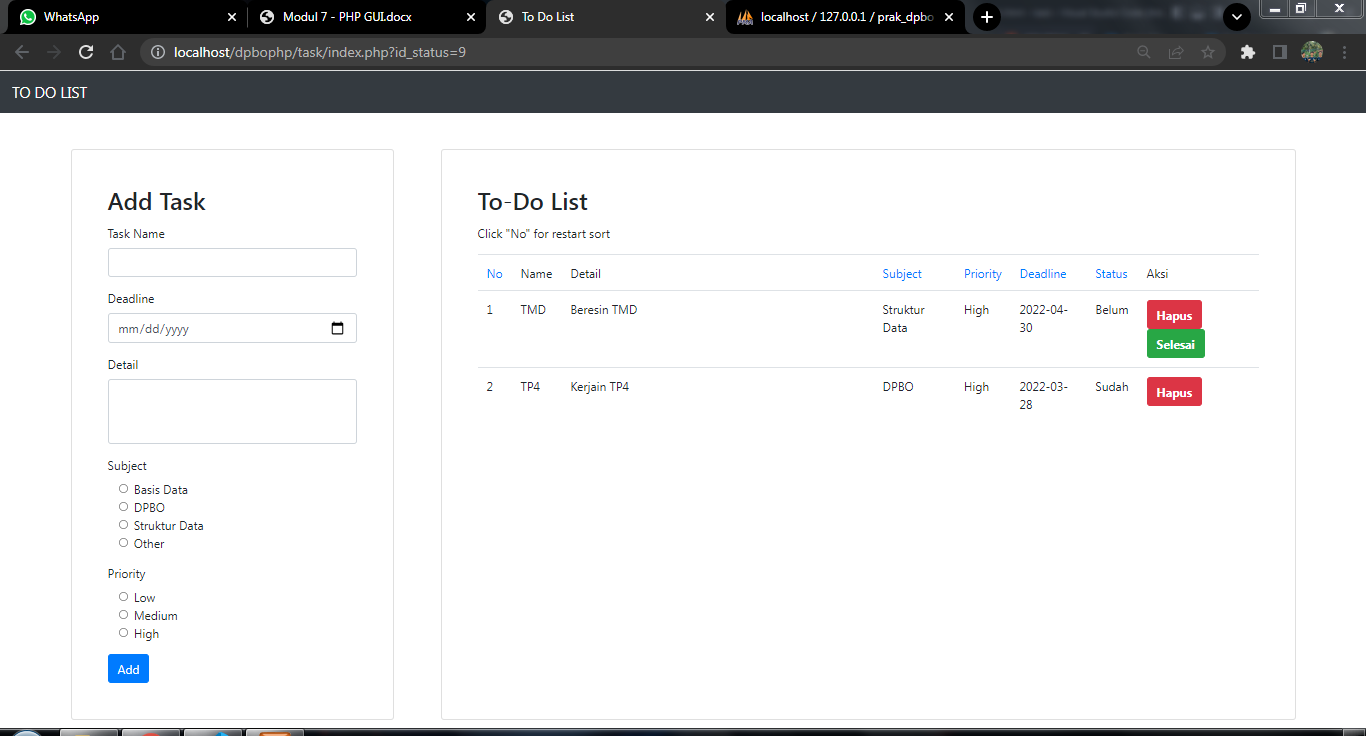 WhatsApp
Modul 7 - PHP GUI.docx
To Do List
localhost / 127.0.0.1 / prak_dpbo
localhost/dpbophp/task/index.php?id_status=9
TO DO LIST
Add Task
Task Name
Deadline
mm/dd/yyyy
Detail
Subject
Basis Data
DPBO
Struktur Data
Other
Priority
Low
Medium
High
Add
To-Do List
Click "No" for restart sort
No Name Detail Subject Priority Deadline Status Aksi
1 TMD Beresin TMD Struktur Data High 2022-04-30 Belum Hapus
Selesai
2 TP4 Kerjain TP4 DPBO High 2022-03-28 Sudah Hapus